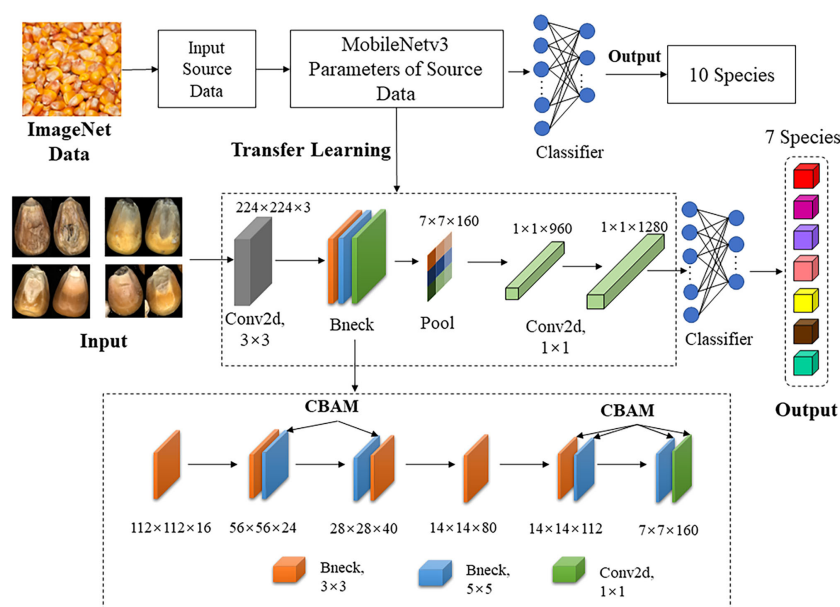 Input
Source
Data
MobileNetv3
Parameters of Source
Data
Output
10 Species
ImageNet
Data
Classifier
Transfer Learning
7 Species
224×224×3
7×7×160
1×1×960
1×1×1280
Conv2d,
3×3
Bneck
Pool
Conv2d,
1×1
Classifier
Input
Output
CBAM
CBAM
112×112×16
56×56×24
28×28×40
14×14×80
14×14×112
7×7×160
Bneck,
3×3
Bneck,
5×5
Conv2d,
1×1